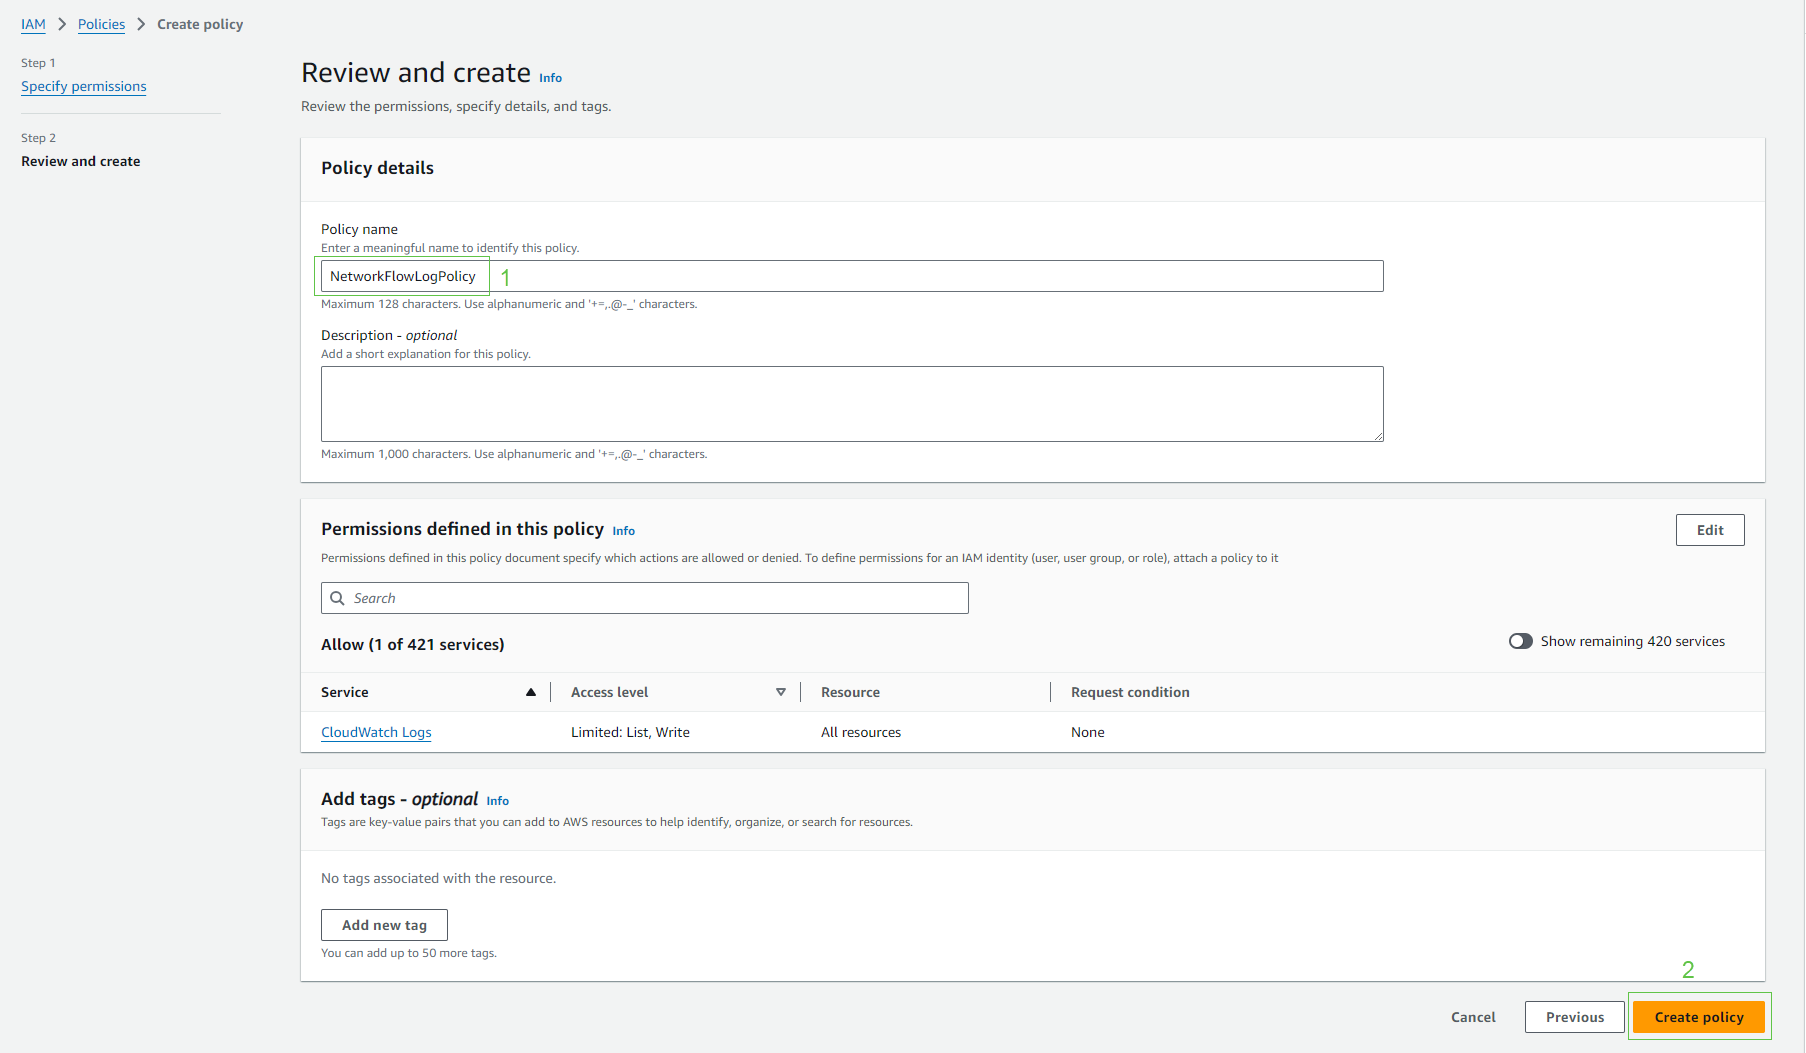 IAM > Policies > Create policy
Step 1
Specify permissions
Step 2
Review and create
Review and create Info
Review the permissions, specify details, and tags.
Policy details
Policy name
Enter a meaningful name to identify this policy.
NetworkFlowLogPolicy 1
Maximum 128 characters. Use alphanumeric and '+=,.@-_' characters.
Description - optional
Add a short explanation for this policy.
Maximum 1,000 characters. Use alphanumeric and '+=,.@-_' characters.
Permissions defined in this policy Info
Edit
Permissions defined in this policy document specify which actions are allowed or denied. To define permissions for an IAM identity (user, user group, or role), attach a policy to it
Search
Allow (1 of 421 services)
Show remaining 420 services
Service Access level Resource Request condition
CloudWatch Logs Limited: List, Write All resources None
Add tags - optional Info
Tags are key-value pairs that you can add to AWS resources to help identify, organize, or search for resources.
No tags associated with the resource.
Add new tag
You can add up to 50 more tags.
2
Cancel Previous Create policy